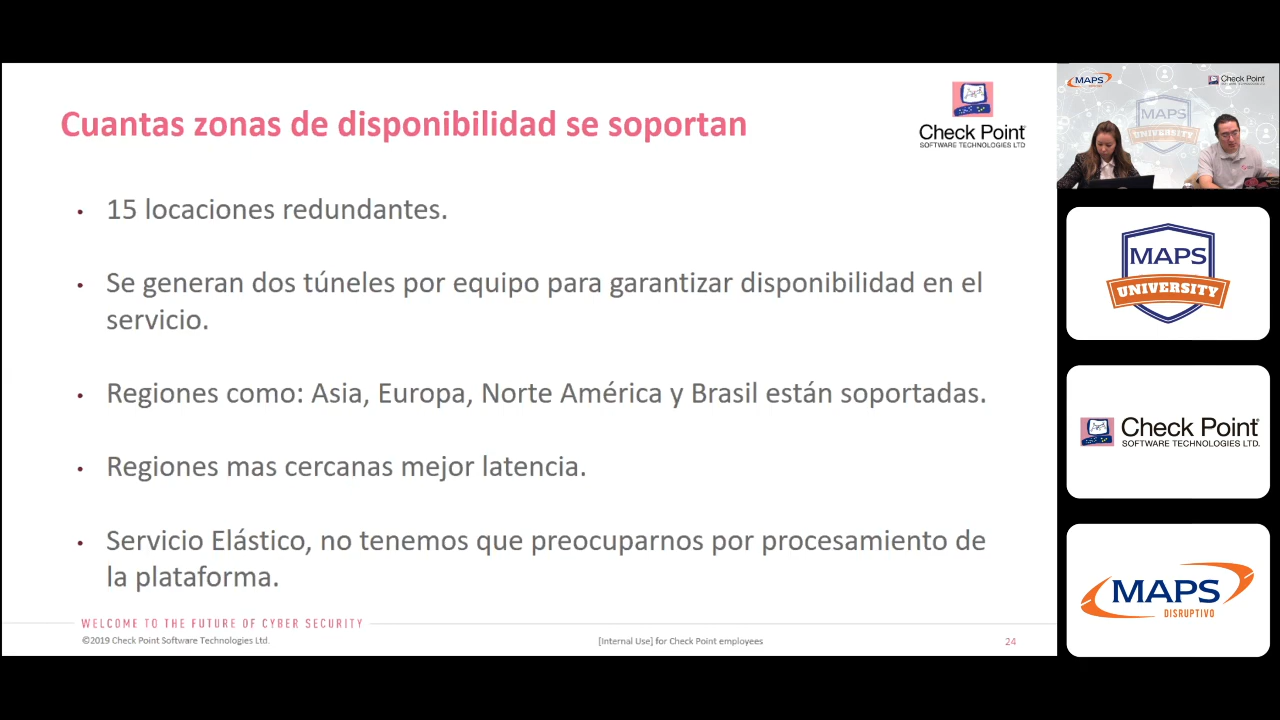 Cuantas zonas de disponibilidad se soportan
Check Point
SOFTWARE TECHNOLOGIES LTD
• 15 locaciones redundantes.
• Se generan dos túneles por equipo para garantizar disponibilidad en el
servicio.
• Regiones como: Asia, Europa, Norte América y Brasil están soportadas.
• Regiones mas cercanas mejor latencia.
• Servicio Elástico, no tenemos que preocuparnos por procesamiento de
la plataforma.
WELCOME TO THE FUTURE OF CYBER SECURITY
©2019 Check Point Software Technologies Ltd.
[Internal Use] for Check Point employees
24
MAPS
Check Point
MAPS
UNIVERSITY
MAPS
UNIVERSITY
Check Point
SOFTWARE TECHNOLOGIES LTD.
MAPS
DISRUPTIVO